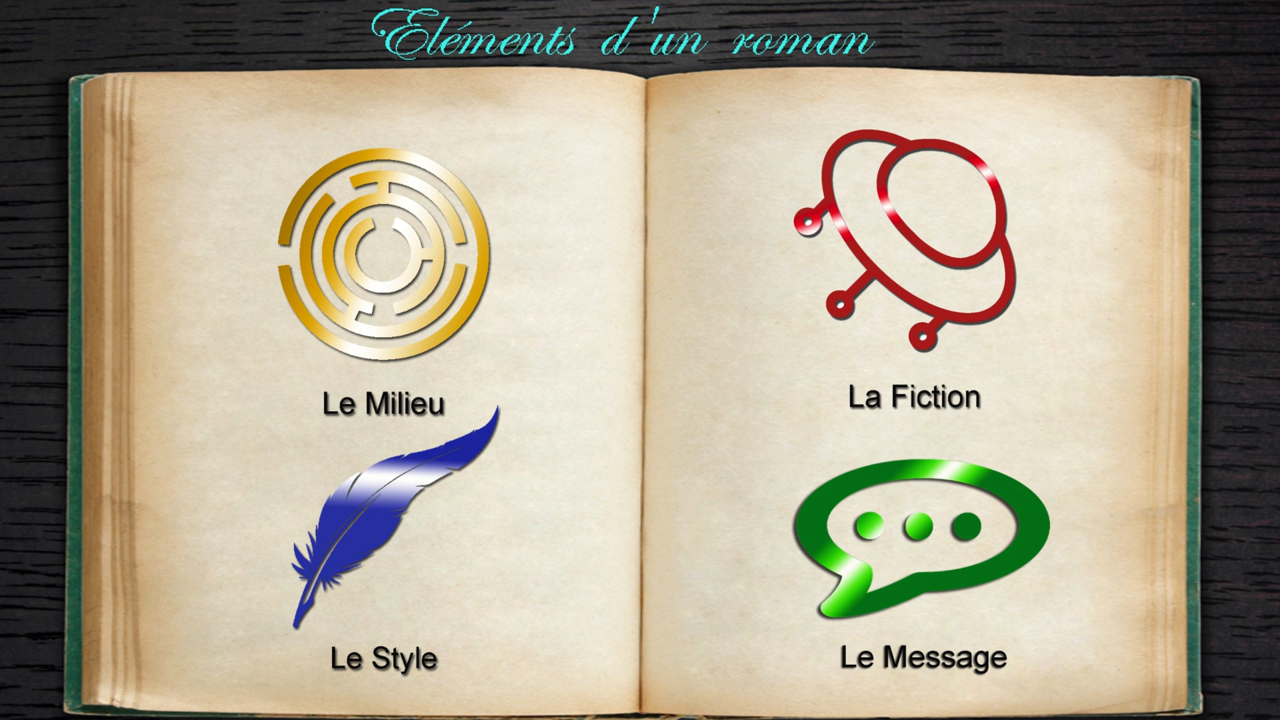 Eléments d'un roman
Le Milieu
La Fiction
Le Style
Le Message